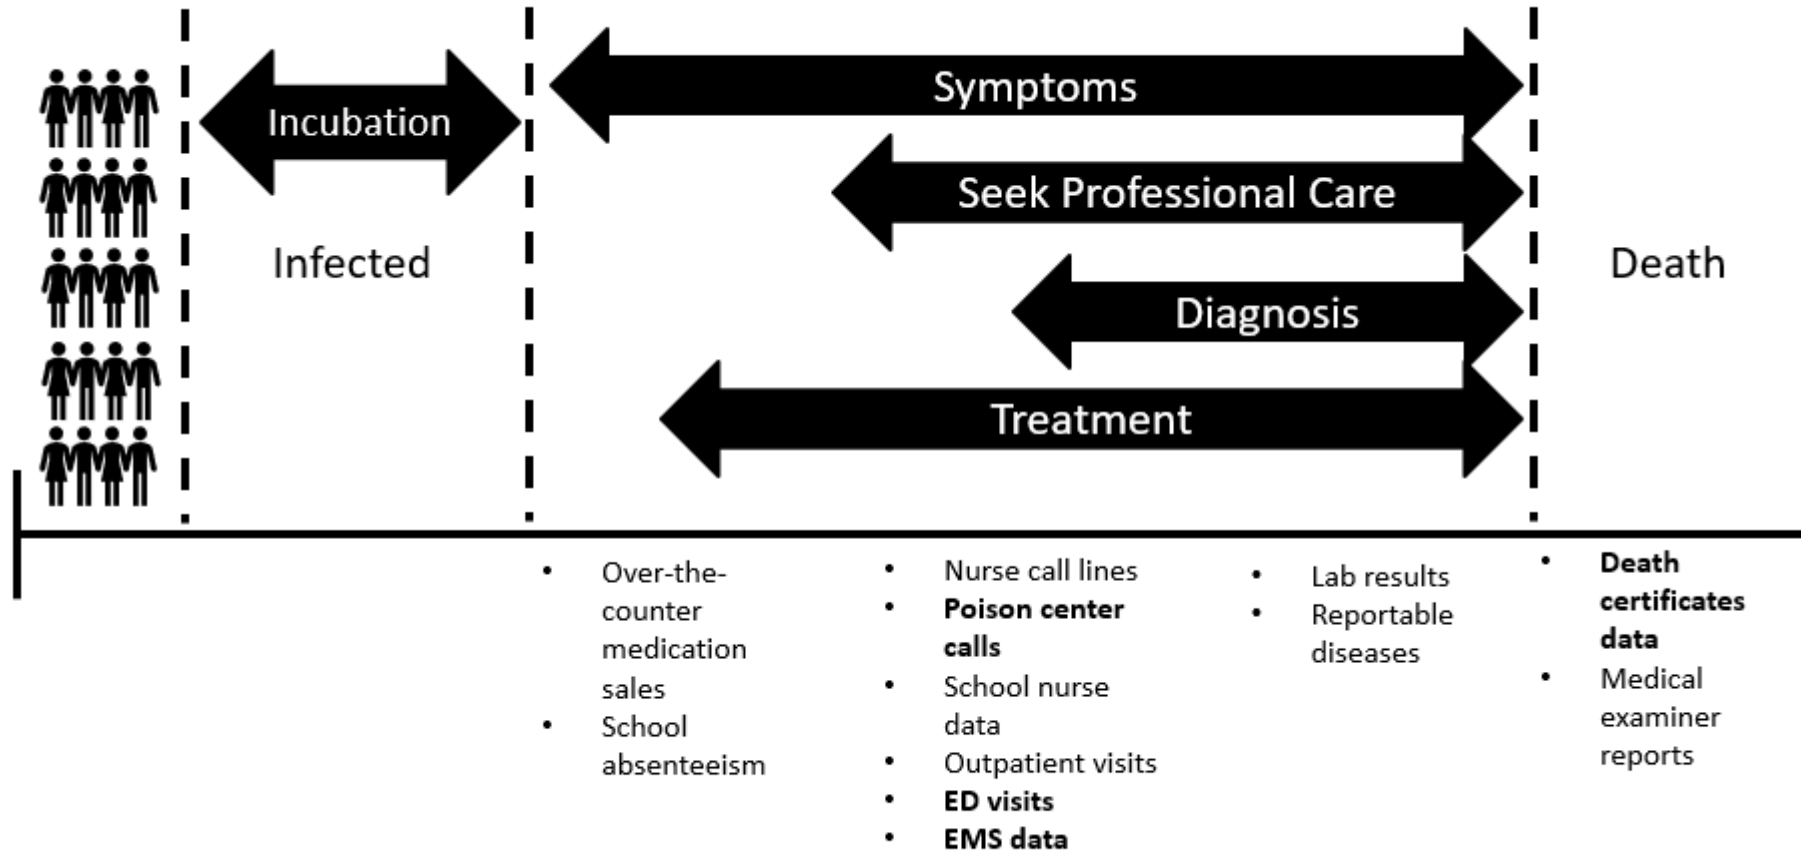 Symptoms
Incubation
Seek Professional Care
Infected
Death
Diagnosis
Treatment
• Over-the-
counter
medication
sales
• School
absenteeism
• Nurse call lines
• Poison center
calls
• School nurse
data
• Outpatient visits
• ED visits
• EMS data
• Lab results
• Reportable
diseases
• Death
certificates
data
• Medical
examiner
reports